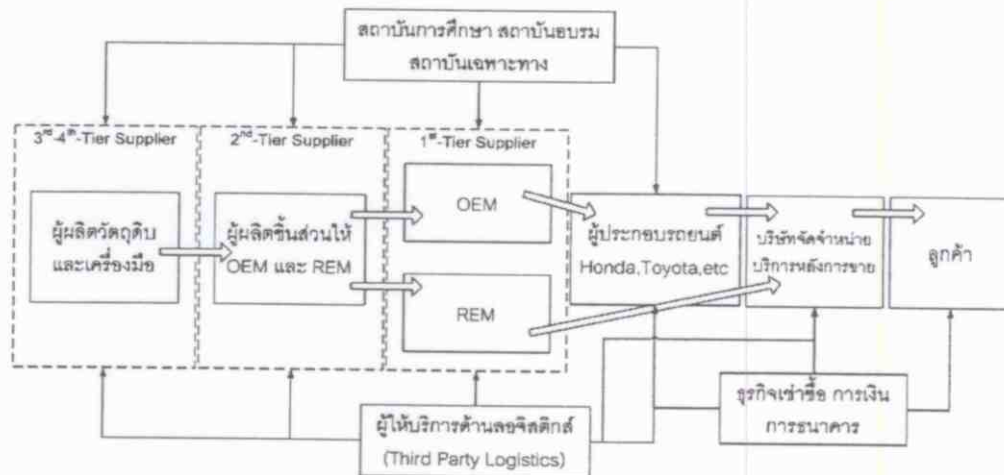 สถาบันการศึกษา สถาบันอบรม
สถาบันเฉพาะทาง
3rd-4th-Tier Supplier
2nd-Tier Supplier
1st-Tier Supplier
ผู้ผลิตวัตถุดิบ
และเครื่องมือ
ผู้ผลิตชิ้นส่วนให้
OEM และ REM
OEM
REM
ผู้ประกอบรถยนต์
Honda,Toyota,etc
บริษัทจัดจำหน่าย
บริการหลังการขาย
ลูกค้า
ผู้ให้บริการด้านลอจิสติกส์
(Third Party Logistics)
ธุรกิจเช่าซื้อ การเงิน
การธนาคาร